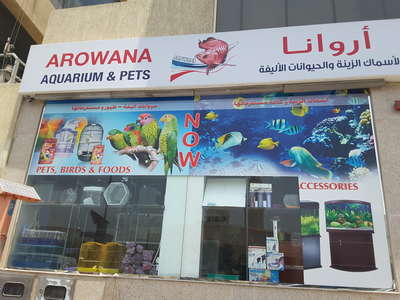 AROWANA
AQUARIUM & PETS
أروانا
لأسماك الزينة والحيوانات الأليفة
NOW
PETS, BIRDS & FOODS
ACCESSORIES